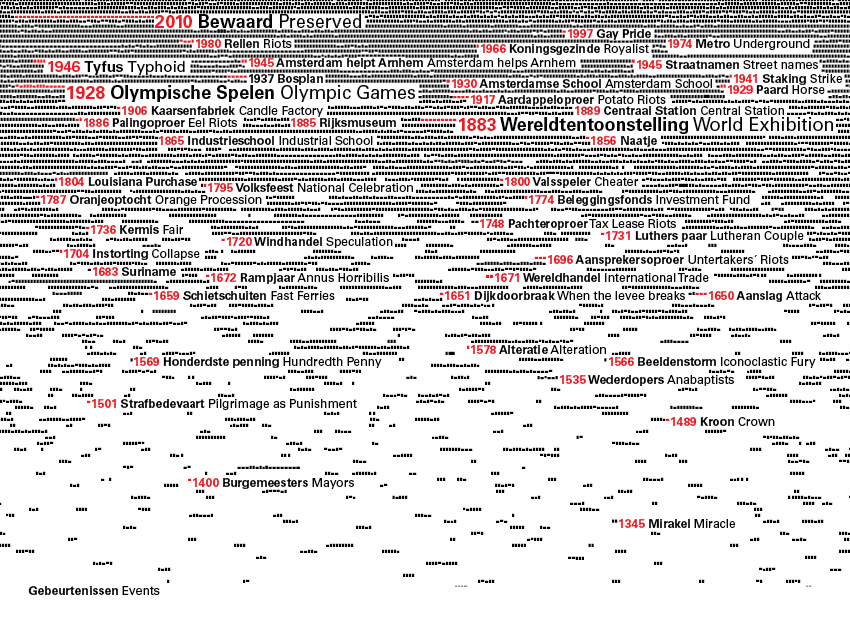 2010 Bewaard Preserved
1997 Gay Pride
1980 Rellen Riots
1966 Koningsgezinde Royalist
1974 Metro Underground
1946 Tyfus Typhoid
1945 Amsterdam helpt Arnhem Amsterdam helps Arnhem
1945 Straatnamen Street names
1937 Bosplan
1941 Staking Strike
1930 Amsterdamse School Amsterdam School
1929 Paard Horse
1928 Olympische Spelen Olympic Games
1917 Aardappeloproer Potato Riots
1906 Kaarsenfabriek Candle Factory
1889 Centraal Station Central Station
1886 Palingoproer Eel Riots
1885 Rijksmuseum
1883 Wereldtentoonstelling World Exhibition
1865 Industrieschool Industrial School
1856 Naatje
1804 Louisiana Purchase
1795 Volksfeest National Celebration
1800 Valsspeler Cheater
1787 Oranjeoptocht Orange Procession
1774 Beleggingsfonds Investment Fund
1736 Kermis Fair
1748 Pachteroproer Tax Lease Riots
1720 Windhandel Speculation
1731 Luthers paar Lutheran Couple
1704 Instorting Collapse
1696 Aansprekersoproer Untertakers´ Riots
1683 Suriname
1672 Rampjaar Annus Horribilis
1671 Wereldhandel International Trade
1659 Schietschuiten Fast Ferries
1651 Dijkdoorbraak When the levee breaks
1650 Aanslag Attack
1578 Alteratie Alteration
1569 Honderdste penning Hundredth Penny
1566 Beeldenstorm Iconoclastic Fury
1535 Wederdopers Anabaptists
1501 Strafbedevaart Pilgrimage as Punishment
1489 Kroon Crown
1400 Burgemeesters Mayors
1345 Mirakel Miracle
Gebeurtenissen Events